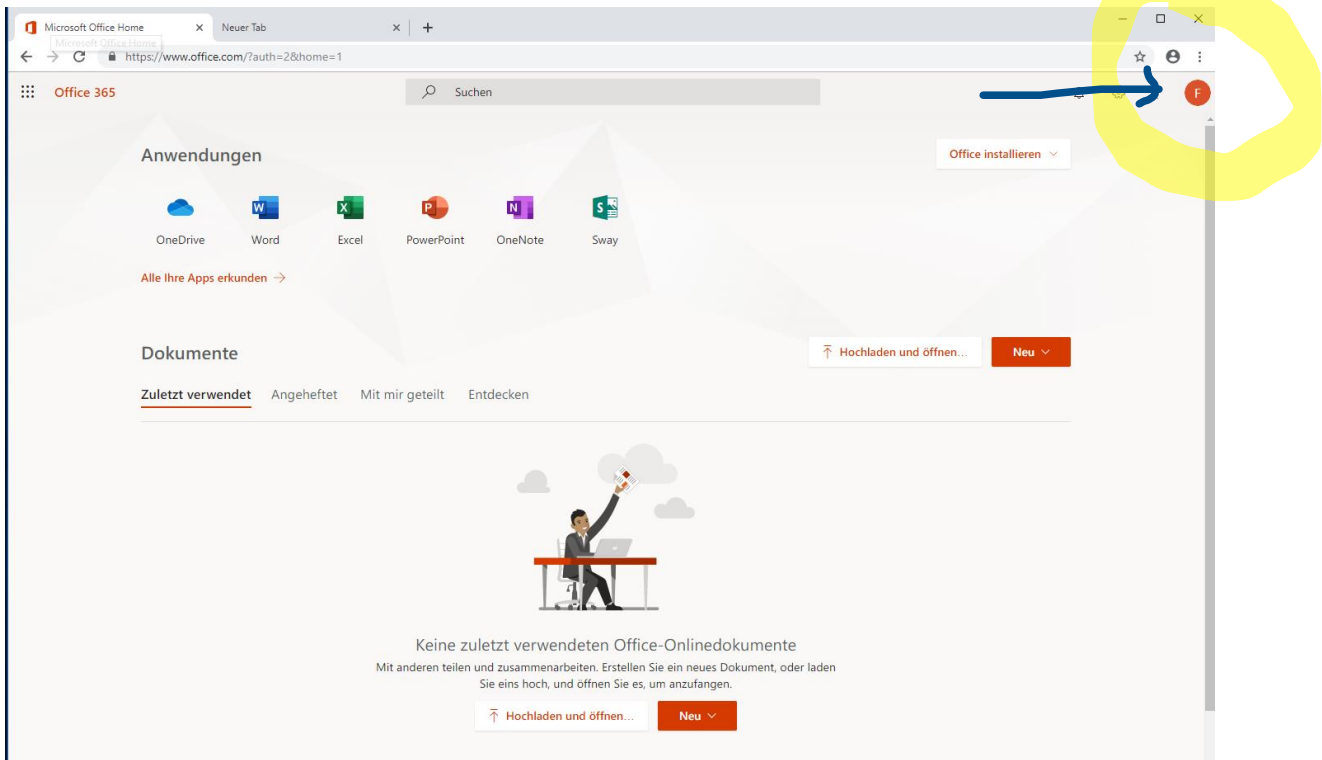 Microsoft Office Home
Neuer Tab
Microsoft Office Home
https://www.office.com/?auth=2&home=1
Office 365
Suchen
F
Anwendungen
Office installieren
W
X
P
N
S
OneDrive
Word
Excel
PowerPoint
OneNote
Sway
Alle Ihre Apps erkunden →
Dokumente
Hochladen und öffnen...
Neu
Zuletzt verwendet
Angeheftet
Mit mir geteilt
Entdecken
Keine zuletzt verwendeten Office-Onlinedokumente
Mit anderen teilen und zusammenarbeiten. Erstellen Sie ein neues Dokument, oder laden
Sie eins hoch, und öffnen Sie es, um anzufangen.
Hochladen und öffnen...
Neu